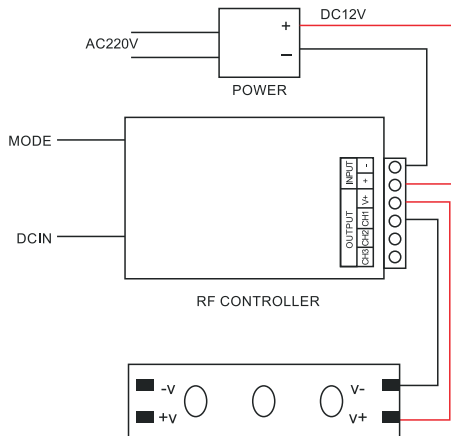 DC12V
+
AC220V
−
POWER
MODE
INPUT
-
+
OUTPUT
V+
CH1
CH2
CH3
DCIN
RF CONTROLLER
-v
v-
+v
v+